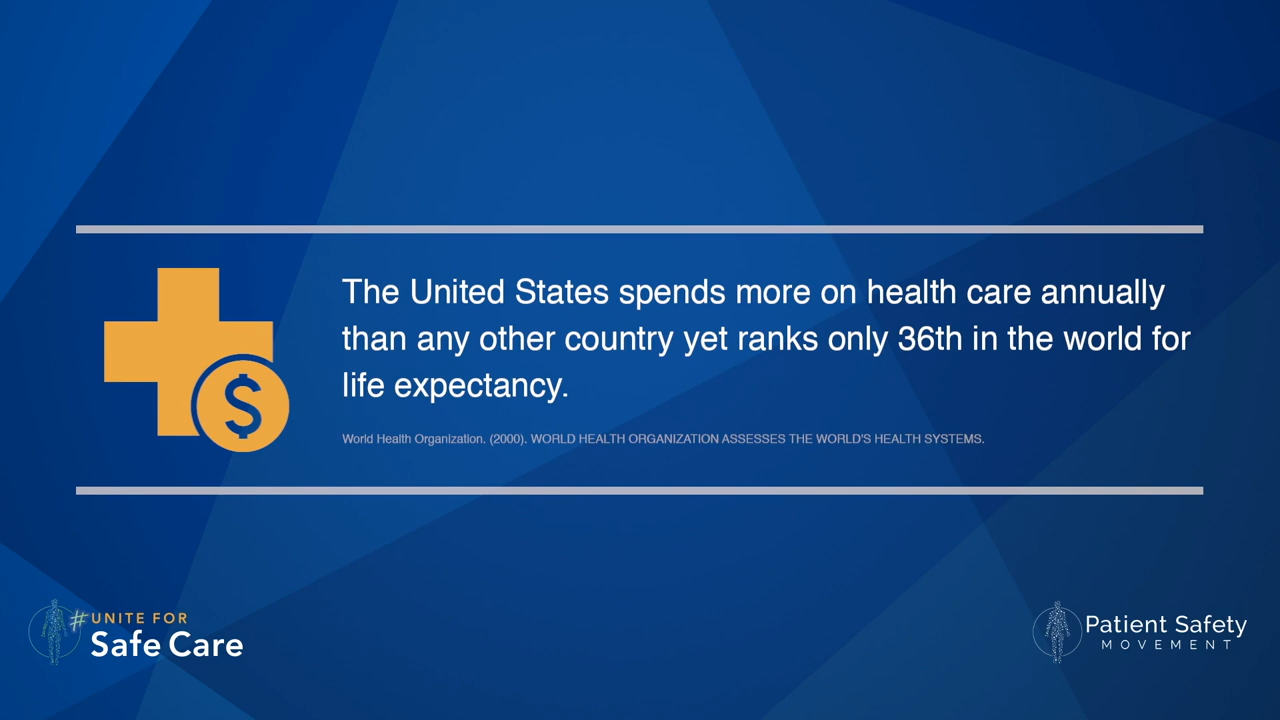 The United States spends more on health care annually
than any other country yet ranks only 36th in the world for
life expectancy.
World Health Organization. (2000). WORLD HEALTH ORGANIZATION ASSESSES THE WORLD'S HEALTH SYSTEMS.
$
#UNITE FOR
Safe Care
Patient Safety
MOVEMENT